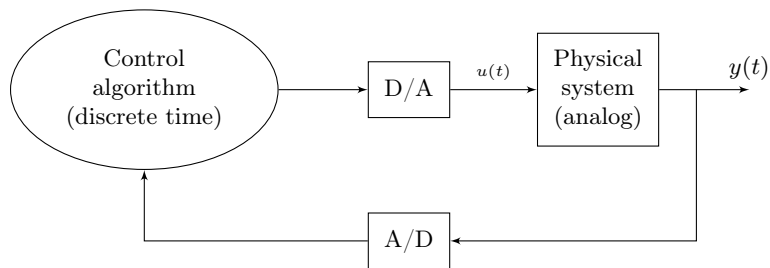 Control
algorithm
(discrete time)
D/A
u(t)
Physical
system
(analog)
y(t)
A/D